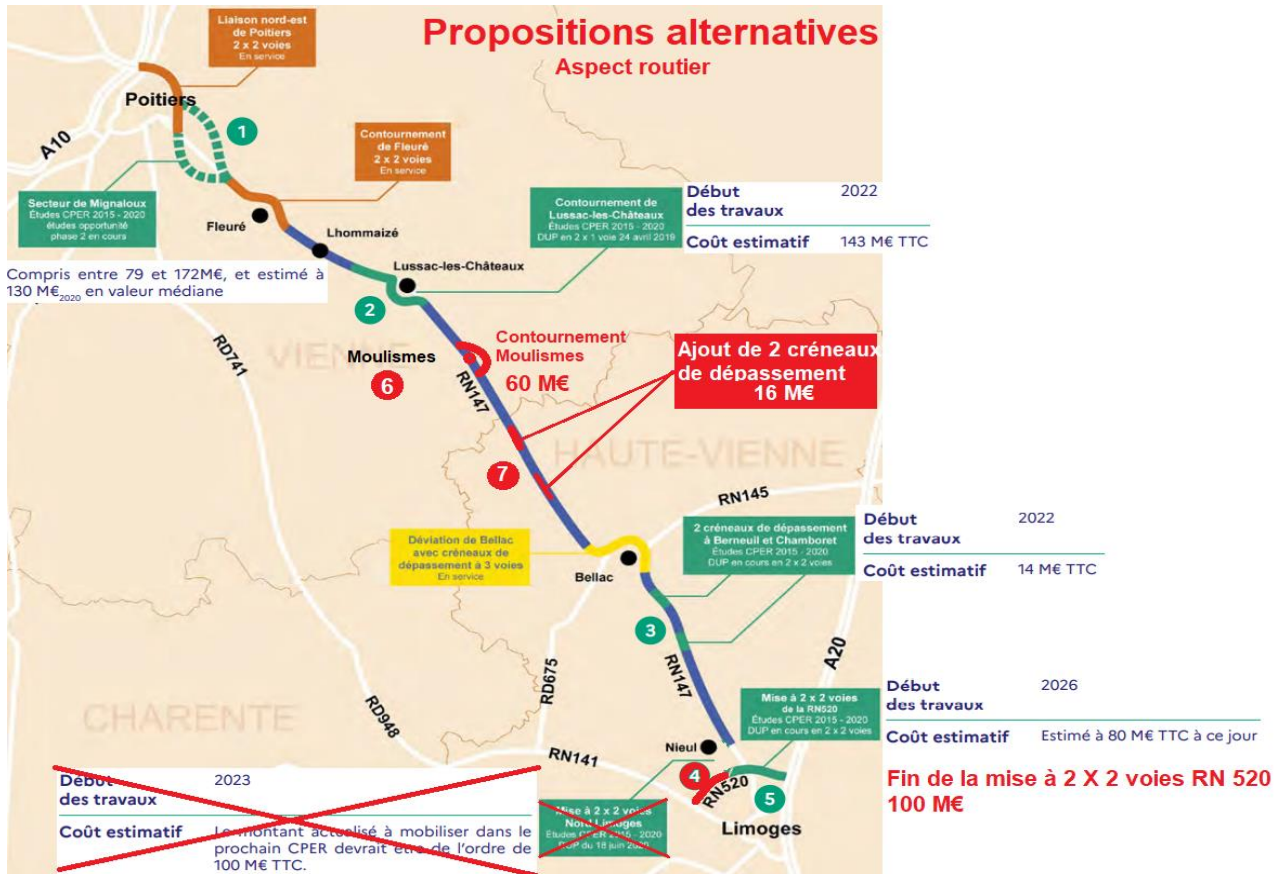 Propositions alternatives
Aspect routier
Liaison nord-est
de Poitiers
2 x 2 voies
En service
Poitiers
A10
1
Contournement
de Fleuré
2 x 2 voies
En service
Secteur de Mignaloux
Études CPER 2015 - 2020
études opportunité
phase 2 en cours
Fleuré
Lhommaizé
Contournement de
Lussac-les-Châteaux
Études CPER 2015 - 2020
DUP en 2 x 1 voie 24 avril 2019
Début
des travaux
2022
Coût estimatif
143 M€ TTC
Compris entre 79 et 172M€, et estimé à
130 M€2020 en valeur médiane
Lussac-les-Châteaux
2
RD741
VIENNE
Moulismes
6
RN147
Contournement
Moulismes
60 M€
Ajout de 2 créneaux
de dépassement
16 M€
HAUTE-VIENNE
7
RN145
Déviation de Bellac
avec créneaux de
dépassement à 3 voies
En service
Bellac
2 créneaux de dépassement
à Berneuil et Chamboret
Études CPER 2015 - 2020
DUP en cours en 2 x 2 voies
Début
des travaux
2022
Coût estimatif
14 M€ TTC
3
RN147
A20
RD675
CHARENTE
RD948
RN141
Mise à 2 x 2 voies
de la RN520
Études CPER 2015 - 2020
DUP en cours en 2 x 2 voies
Début
des travaux
2026
Coût estimatif
Estimé à 80 M€ TTC à ce jour
Nieul
4
RN520
5
Limoges
Fin de la mise à 2 X 2 voies RN 520
100 M€
Début
des travaux
2023
Coût estimatif
Le montant actualisé à mobiliser dans le
prochain CPER devrait être de l'ordre de
100 M€ TTC.
Mise à 2 x 2 voies
Nord Limoges
Études CPER 2015 - 2020
DUP du 18 juin 2020